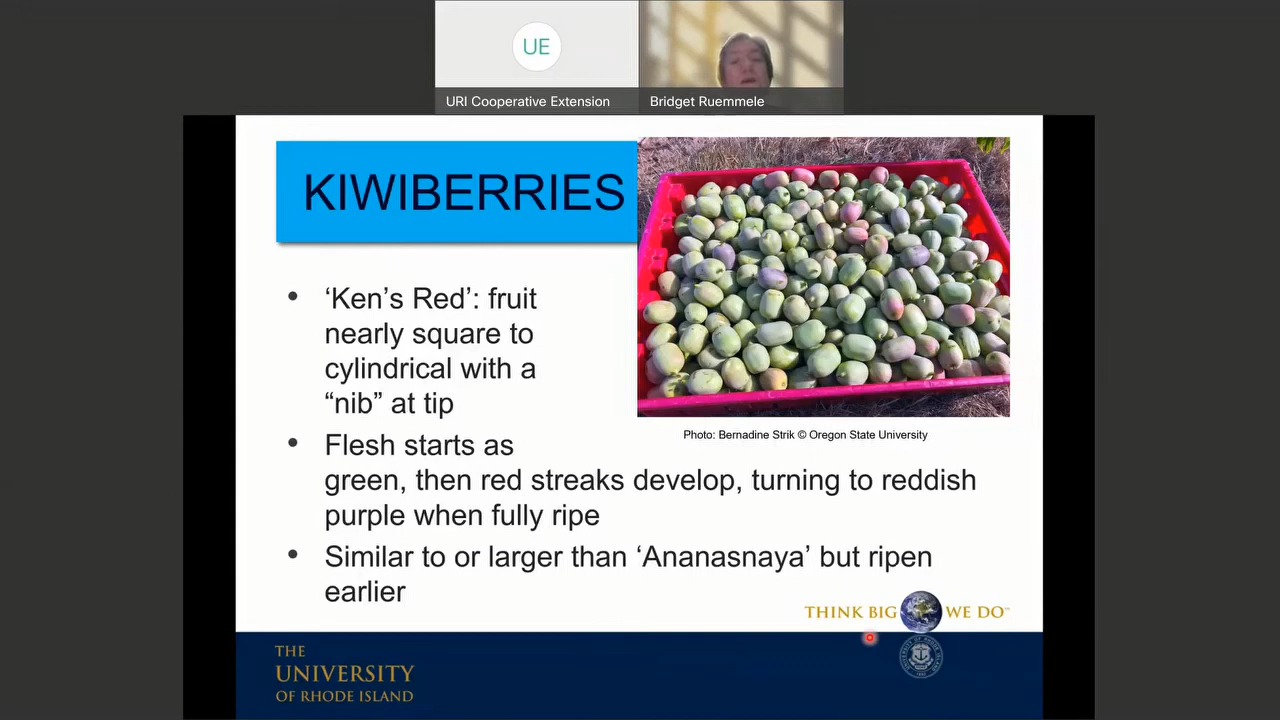 UE
URI Cooperative Extension
Bridget Ruemmele
KIWIBERRIES
• ‘Ken’s Red’: fruit
nearly square to
cylindrical with a
“nib” at tip
Photo: Bernadine Strik © Oregon State University
• Flesh starts as
green, then red streaks develop, turning to reddish
purple when fully ripe
• Similar to or larger than ‘Ananasnaya’ but ripen
earlier
THINK BIG WE DO™
THE
UNIVERSITY
OF RHODE ISLAND